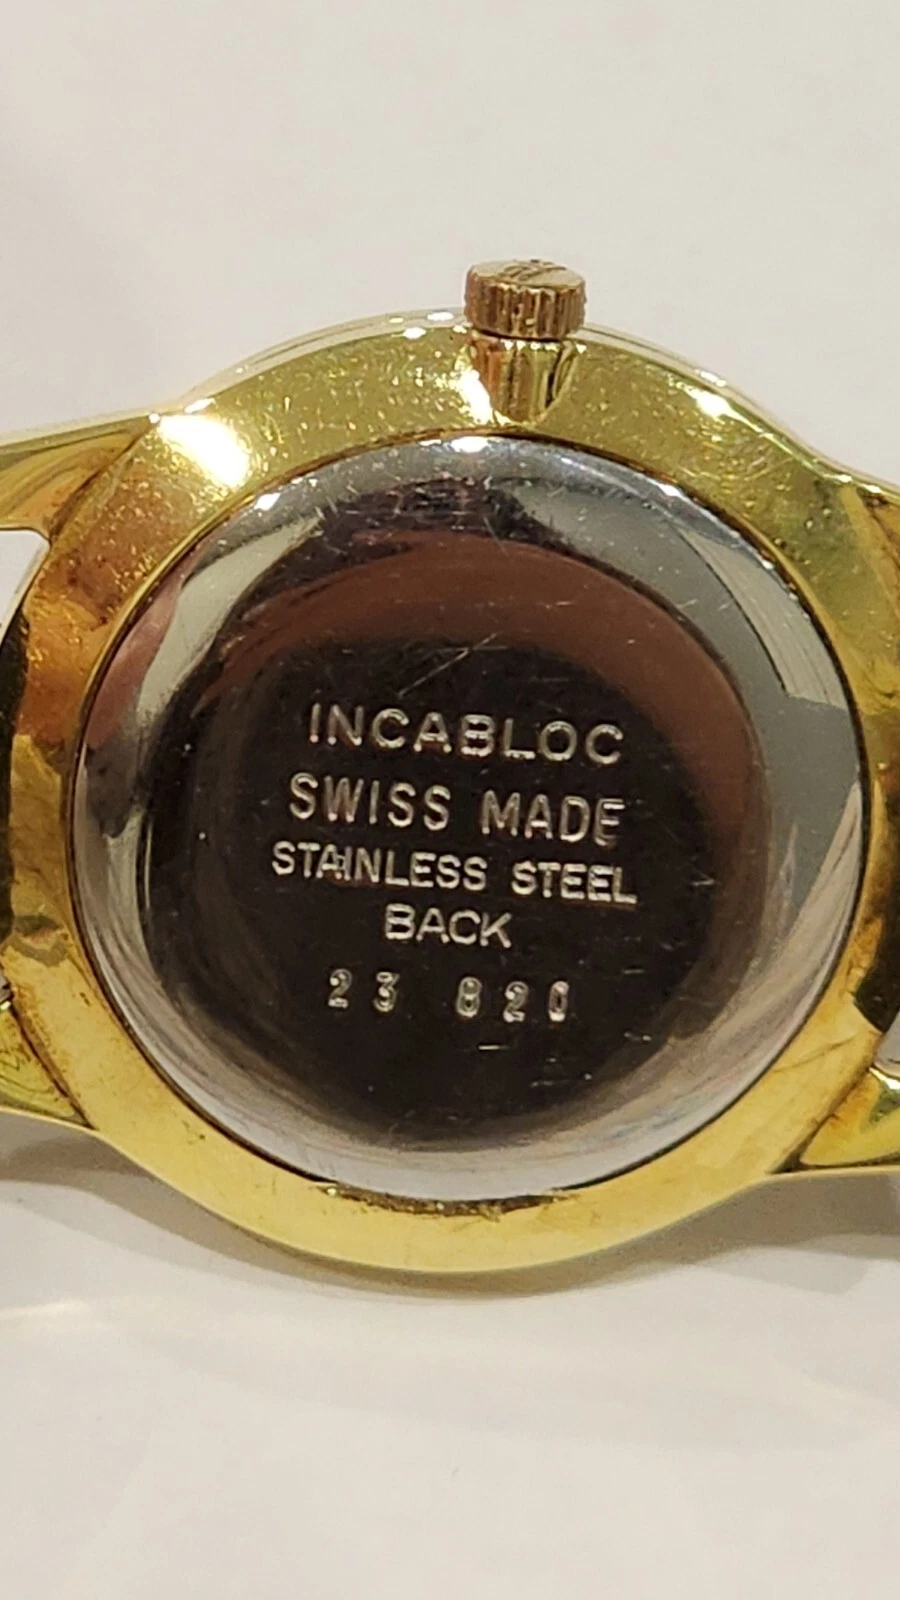 INCABLOC
SWISS MADE
STAINLESS STEEL
BACK
23 820